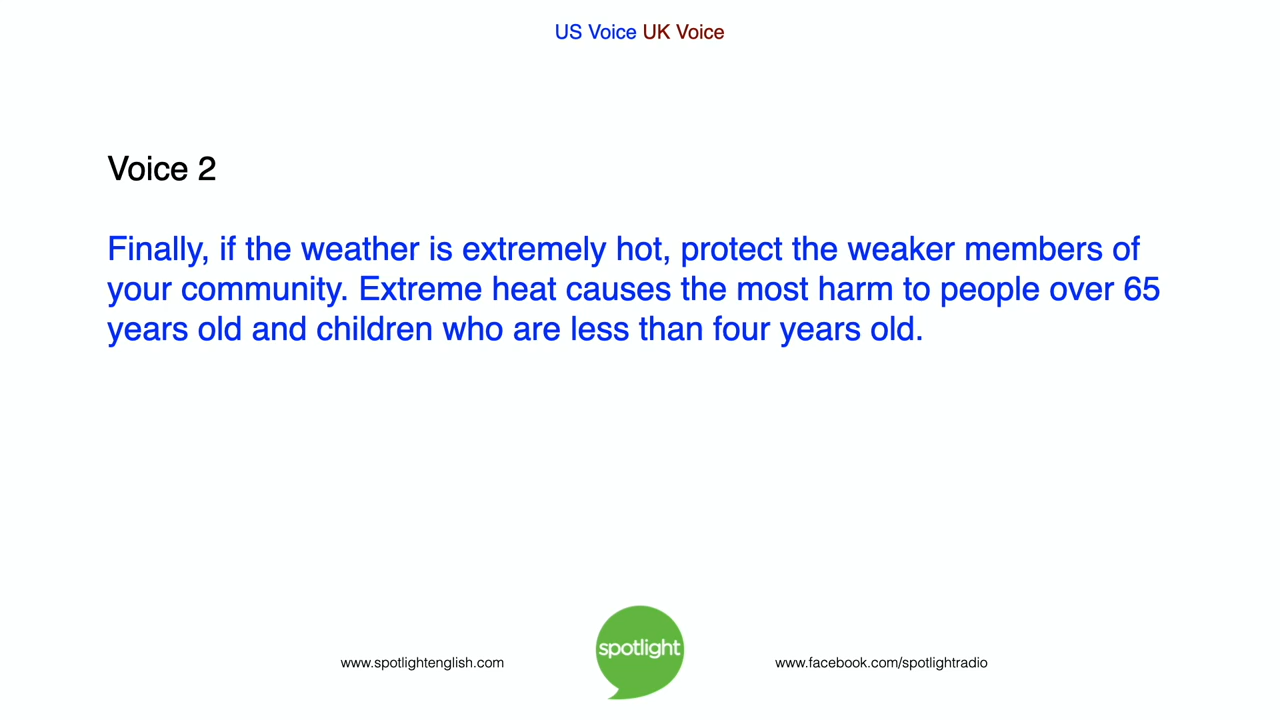 US Voice UK Voice
Voice 2
Finally, if the weather is extremely hot, protect the weaker members of
your community. Extreme heat causes the most harm to people over 65
years old and children who are less than four years old.
www.spotlightenglish.com
spotlight
www.facebook.com/spotlightradio